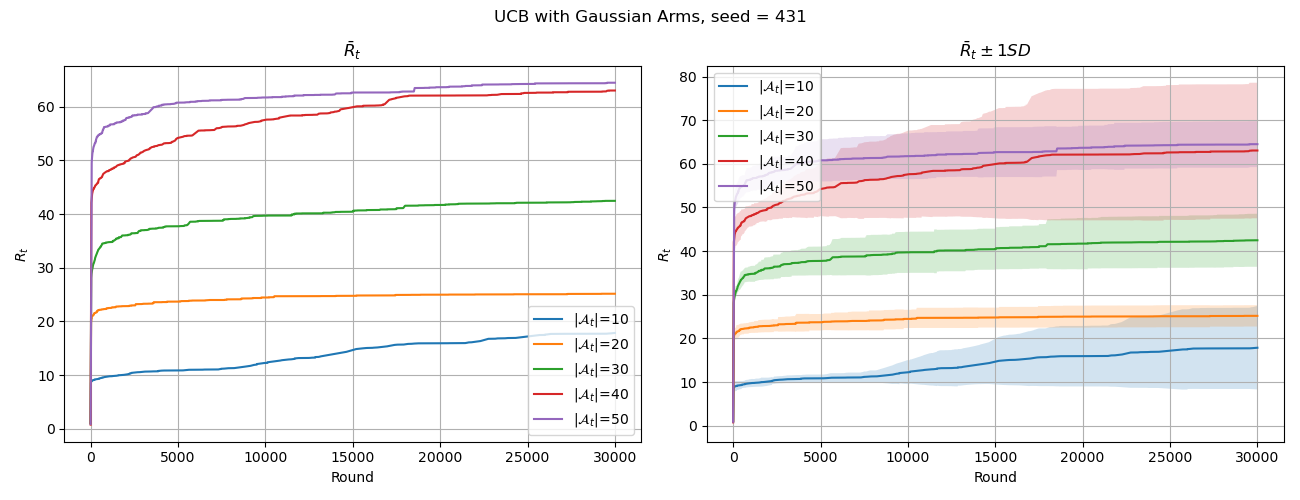 UCB with Gaussian Arms, seed = 431
R̄ₜ
Rₜ
60
50
40
30
20
10
0
|𝒜ₜ|=10
|𝒜ₜ|=20
|𝒜ₜ|=30
|𝒜ₜ|=40
|𝒜ₜ|=50
0 5000 10000 15000 20000 25000 30000
Round
R̄ₜ ± 1SD
Rₜ
80
70
60
50
40
30
20
10
0
|𝒜ₜ|=10
|𝒜ₜ|=20
|𝒜ₜ|=30
|𝒜ₜ|=40
|𝒜ₜ|=50
0 5000 10000 15000 20000 25000 30000
Round